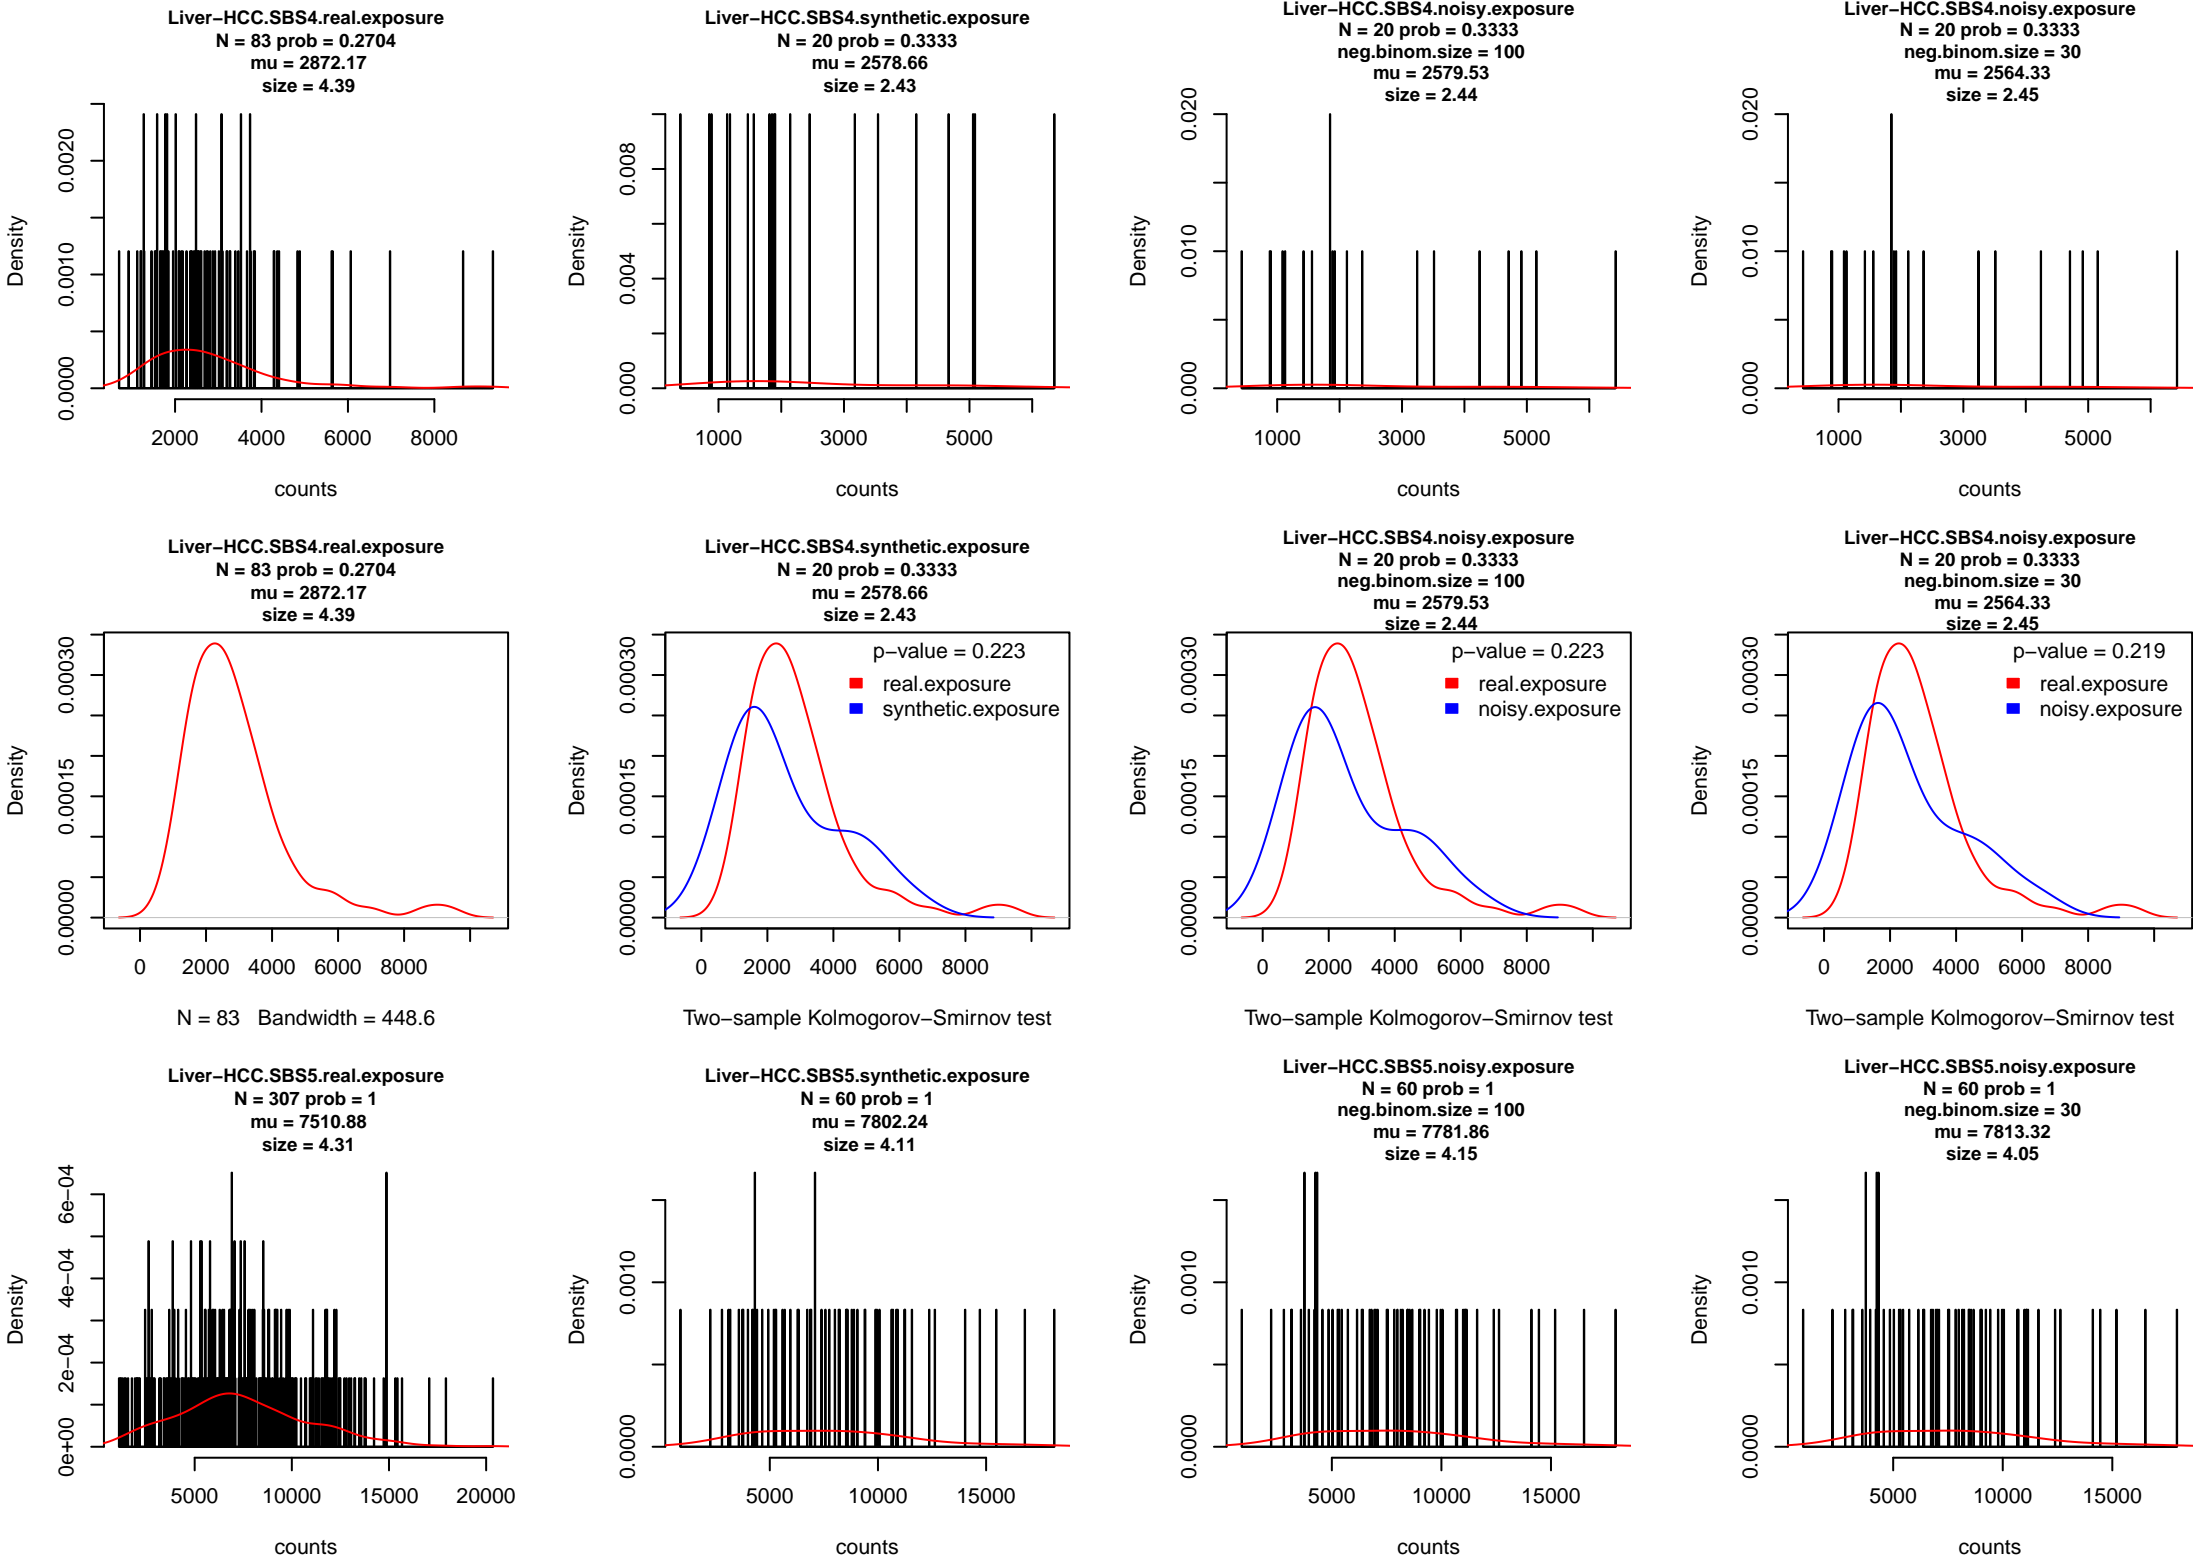 Liver−HCC.SBS4.real.exposure
N = 83 prob = 0.2704
mu = 2872.17
size = 4.39
Density
0.0000
0.0010
0.0020
2000 4000 6000 8000
counts
Liver−HCC.SBS4.synthetic.exposure
N = 20 prob = 0.3333
mu = 2578.66
size = 2.43
Density
0.000
0.004
0.008
1000 3000 5000
counts
Liver−HCC.SBS4.noisy.exposure
N = 20 prob = 0.3333
neg.binom.size = 100
mu = 2579.53
size = 2.44
Density
0.000
0.010
0.020
1000 3000 5000
counts
Liver−HCC.SBS4.noisy.exposure
N = 20 prob = 0.3333
neg.binom.size = 30
mu = 2564.33
size = 2.45
Density
0.000
0.010
0.020
1000 3000 5000
counts
Liver−HCC.SBS4.real.exposure
N = 83 prob = 0.2704
mu = 2872.17
size = 4.39
Density
0.00000
0.00015
0.00030
0 2000 4000 6000 8000
N = 83 Bandwidth = 448.6
Liver−HCC.SBS4.synthetic.exposure
N = 20 prob = 0.3333
mu = 2578.66
size = 2.43
p−value = 0.223
real.exposure
synthetic.exposure
Density
0.00000
0.00015
0.00030
0 2000 4000 6000 8000
Two−sample Kolmogorov−Smirnov test
Liver−HCC.SBS4.noisy.exposure
N = 20 prob = 0.3333
neg.binom.size = 100
mu = 2579.53
size = 2.44
p−value = 0.223
real.exposure
noisy.exposure
Density
0.00000
0.00015
0.00030
0 2000 4000 6000 8000
Two−sample Kolmogorov−Smirnov test
Liver−HCC.SBS4.noisy.exposure
N = 20 prob = 0.3333
neg.binom.size = 30
mu = 2564.33
size = 2.45
p−value = 0.219
real.exposure
noisy.exposure
Density
0.00000
0.00015
0.00030
0 2000 4000 6000 8000
Two−sample Kolmogorov−Smirnov test
Liver−HCC.SBS5.real.exposure
N = 307 prob = 1
mu = 7510.88
size = 4.31
Density
0e+00
2e−04
4e−04
6e−04
5000 10000 15000 20000
counts
Liver−HCC.SBS5.synthetic.exposure
N = 60 prob = 1
mu = 7802.24
size = 4.11
Density
0.0000
0.0010
5000 10000 15000
counts
Liver−HCC.SBS5.noisy.exposure
N = 60 prob = 1
neg.binom.size = 100
mu = 7781.86
size = 4.15
Density
0.0000
0.0010
5000 10000 15000
counts
Liver−HCC.SBS5.noisy.exposure
N = 60 prob = 1
neg.binom.size = 30
mu = 7813.32
size = 4.05
Density
0.0000
0.0010
5000 10000 15000
counts